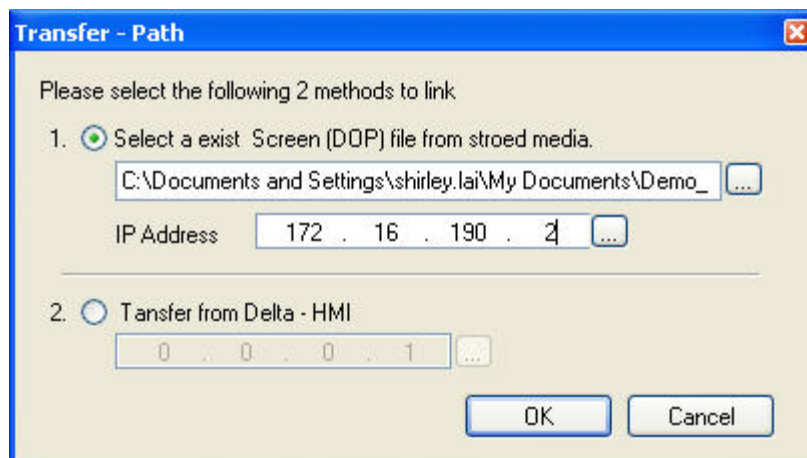 Transfer - Path
Please select the following 2 methods to link
1. Select a exist Screen (DOP) file from stroed media.
C:\Documents and Settings\shirley.lai\My Documents\Demo_ ...
IP Address 172 . 16 . 190 . 2 ...
2. Tansfer from Delta - HMI
0 . 0 . 0 . 1 ...
OK Cancel